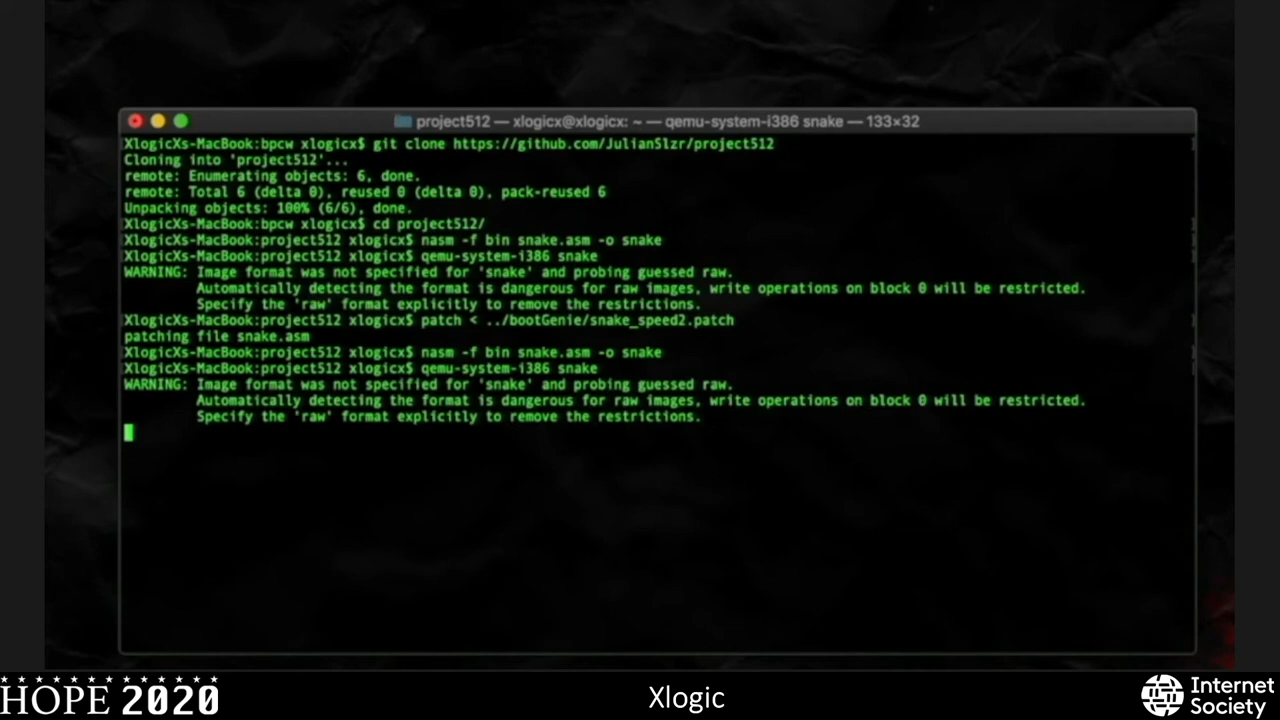 project512 — xlogicx@xlogicx: ~ — qemu-system-i386 snake — 133×32
XlogicXs-MacBook:bpcw xlogicx$ git clone https://github.com/JulianSlzr/project512
Cloning into 'project512'...
remote: Enumerating objects: 6, done.
remote: Total 6 (delta 0), reused 0 (delta 0), pack-reused 6
Unpacking objects: 100% (6/6), done.
XlogicXs-MacBook:bpcw xlogicx$ cd project512/
XlogicXs-MacBook:project512 xlogicx$ nasm -f bin snake.asm -o snake
XlogicXs-MacBook:project512 xlogicx$ qemu-system-i386 snake
WARNING: Image format was not specified for 'snake' and probing guessed raw.
Automatically detecting the format is dangerous for raw images, write operations on block 0 will be restricted.
Specify the 'raw' format explicitly to remove the restrictions.
XlogicXs-MacBook:project512 xlogicx$ patch < ../bootGenie/snake_speed2.patch
patching file snake.asm
XlogicXs-MacBook:project512 xlogicx$ nasm -f bin snake.asm -o snake
XlogicXs-MacBook:project512 xlogicx$ qemu-system-i386 snake
WARNING: Image format was not specified for 'snake' and probing guessed raw.
Automatically detecting the format is dangerous for raw images, write operations on block 0 will be restricted.
Specify the 'raw' format explicitly to remove the restrictions.
HOPE 2020
Xlogic
Internet
Society